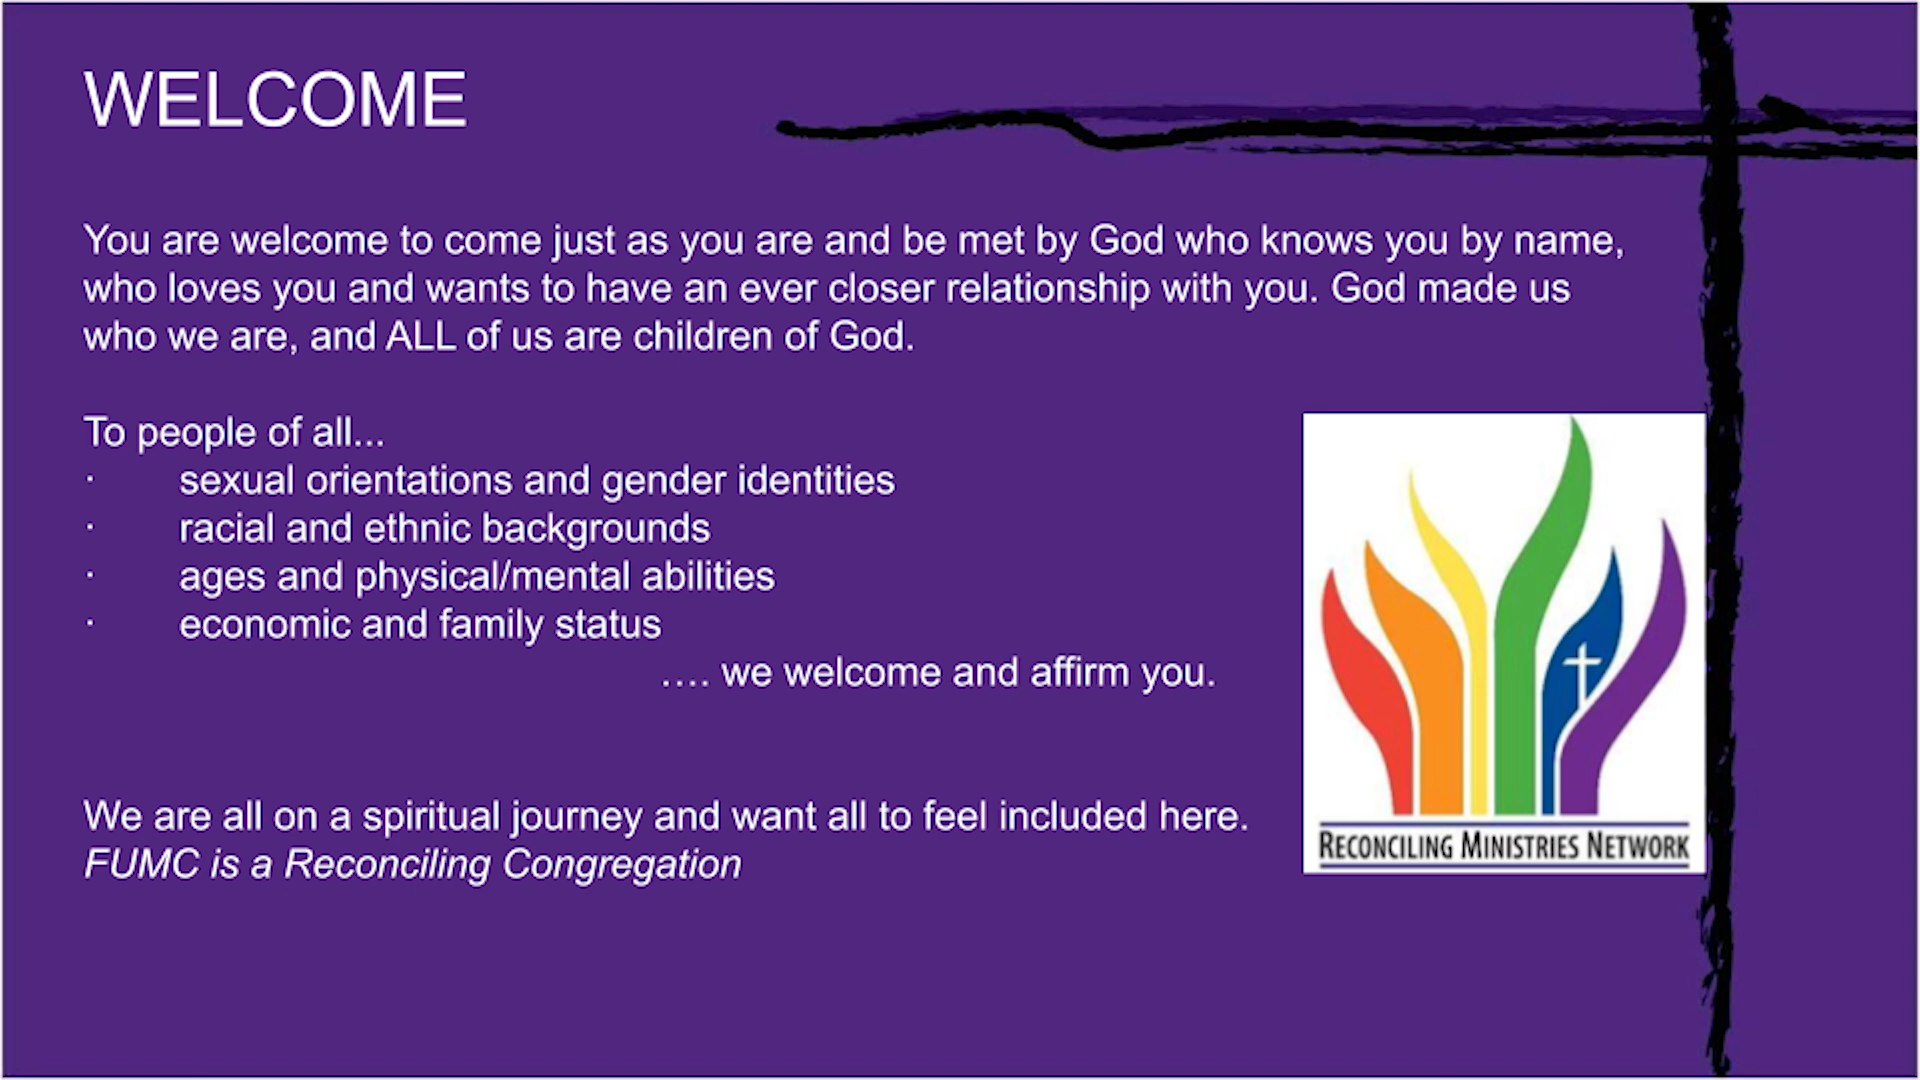 WELCOME
You are welcome to come just as you are and be met by God who knows you by name,
who loves you and wants to have an ever closer relationship with you. God made us
who we are, and ALL of us are children of God.
To people of all...
· sexual orientations and gender identities
· racial and ethnic backgrounds
· ages and physical/mental abilities
· economic and family status
…. we welcome and affirm you.
We are all on a spiritual journey and want all to feel included here.
FUMC is a Reconciling Congregation
RECONCILING MINISTRIES NETWORK